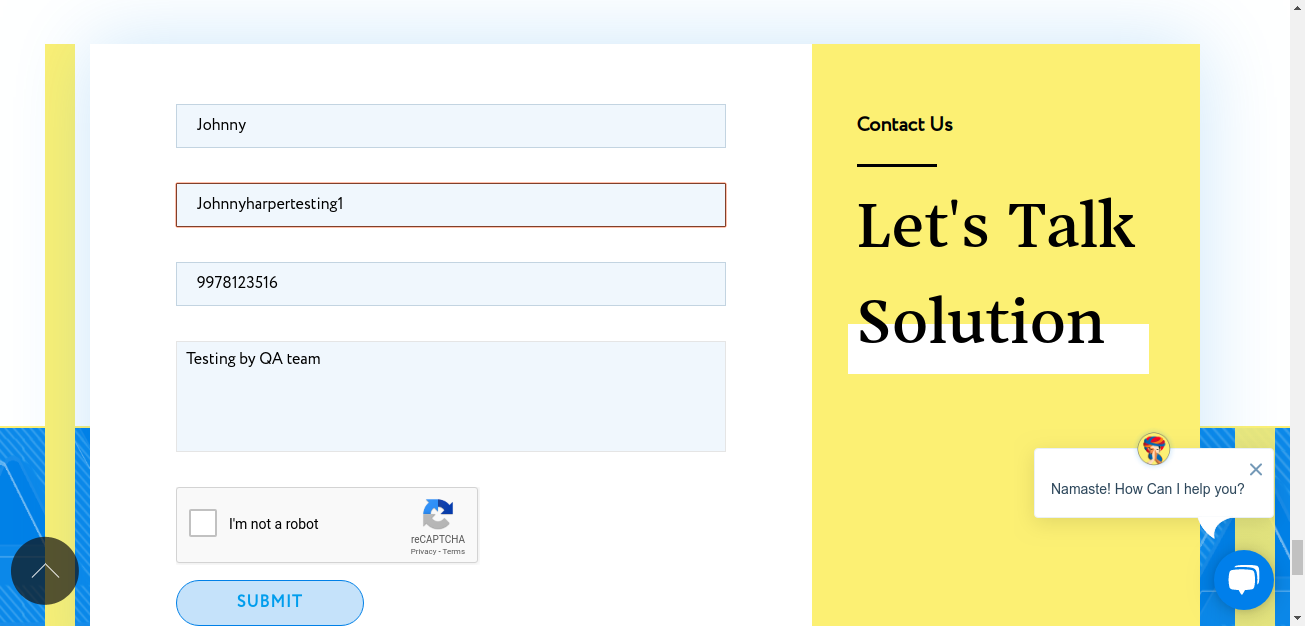 Johnny
Johnnyharpertesting1
9978123516
Testing by QA team
I'm not a robot
reCAPTCHA
Privacy - Terms
SUBMIT
Contact Us
Let's Talk
Solution
Namaste! How Can I help you?